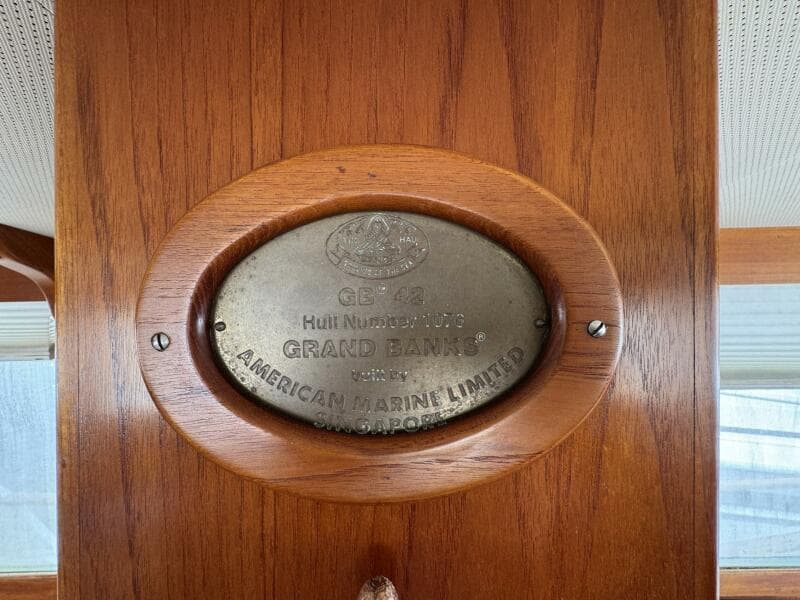 GB® 42
Hull Number 1076
GRAND BANKS®
built by
AMERICAN MARINE LIMITED
SINGAPORE